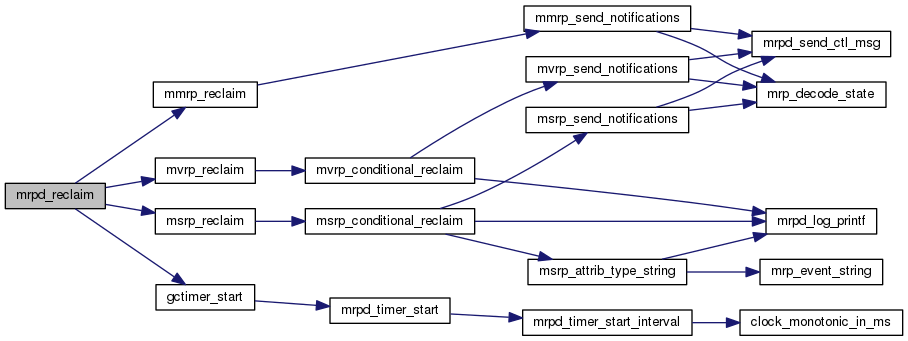 mrpd_reclaim
mmrp_reclaim
mvrp_reclaim
msrp_reclaim
gctimer_start
mvrp_conditional_reclaim
msrp_conditional_reclaim
mrpd_timer_start
mmrp_send_notifications
mvrp_send_notifications
msrp_send_notifications
msrp_attrib_type_string
mrpd_timer_start_interval
mrpd_send_ctl_msg
mrp_decode_state
mrpd_log_printf
mrp_event_string
clock_monotonic_in_ms